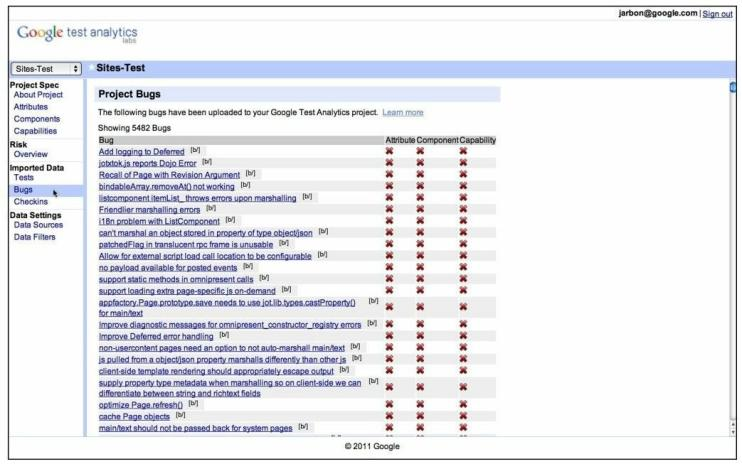 jarbon@google.com | Sign out
Google test analytics
labs
Sites-Test
Sites-Test
Project Spec
About Project
Attributes
Components
Capabilities
Risk
Overview
Imported Data
Tests
Bugs
Checkins
Data Settings
Data Sources
Data Filters
Project Bugs
The following bugs have been uploaded to your Google Test Analytics project. Learn more
Showing 5482 Bugs
Bug Attribute Component Capability
Add logging to Deferred [b/]
jotxtok.js reports Dojo Error [b/]
Recall of Page with Revision Argument [b/]
bindableArray.removeAt() not working [b/]
listcomponent itemList_ throws errors upon marshalling [b/]
Friendlier marshalling errors [b/]
i18n problem with ListComponent [b/]
can't marshal an object stored in property of type object/json [b/]
patchedFlag in translucent rpc frame is unusable [b/]
Allow for external script load call location to be configurable [b/]
no payload available for posted events [b/]
support static methods in omnipresent calls [b/]
support loading extra page-specific js on-demand [b/]
appfactory.Page.prototype.save needs to use jot.lib.types.castProperty() [b/]
for main/text
Improve diagnostic messages for omnipresent_constructor_registry errors [b/]
Improve Deferred error handling [b/]
non-usercontent pages need an option to not auto-marshall main/text [b/]
js pulled from a object/json property marshalls differently than other js [b/]
client-side template rendering should appropriately escape output [b/]
supply property type metadata when marshalling so on client-side we can [b/]
differentiate between string and richtext fields
optimize Page.refresh() [b/]
cache Page objects [b/]
main/text should not be passed back for system pages [b/]
© 2011 Google